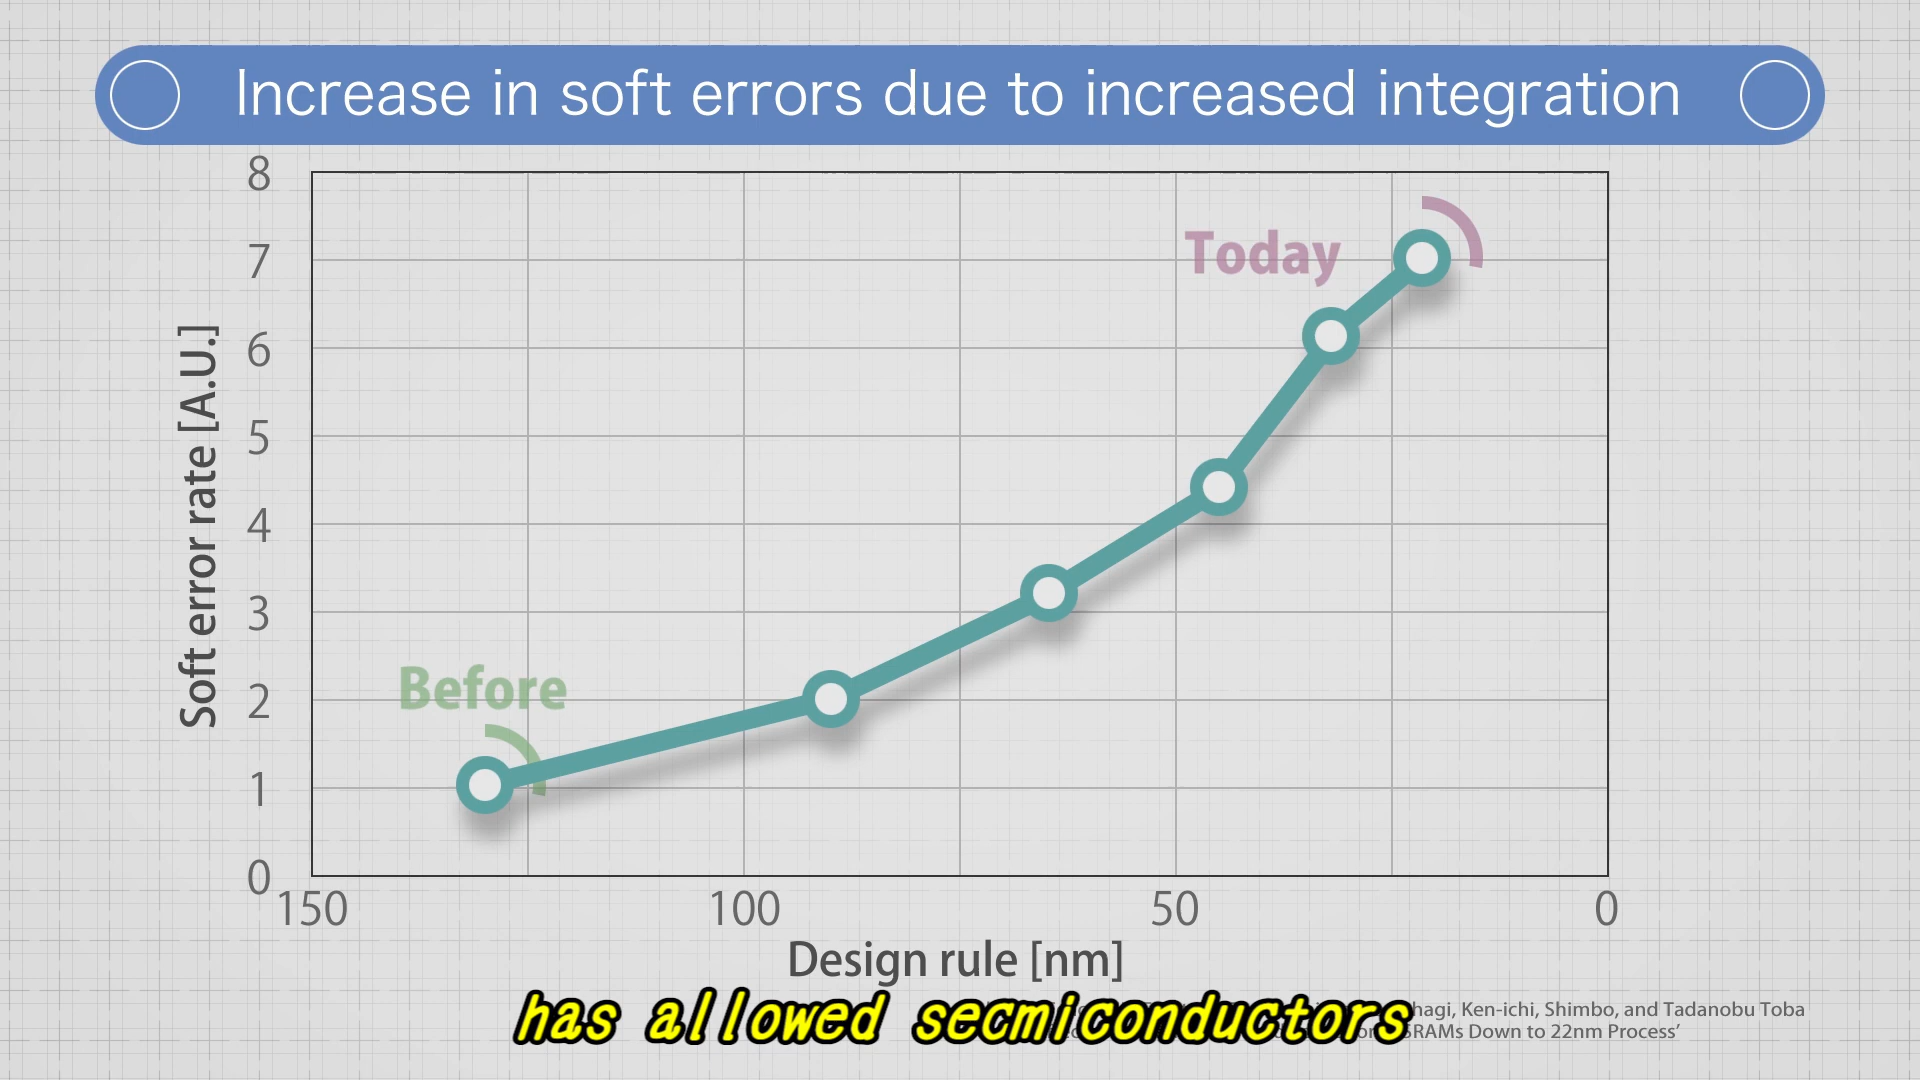 Increase in soft errors due to increased integration
8
7
6
5
4
3
2
1
0
Soft error rate [A.U.]
Today
Before
150 100 50 0
Design rule [nm]
Ken-ichi, Shimbo, and Tadanobu Toba
SRAMs Down to 22nm Process’
has allowed secmiconductors